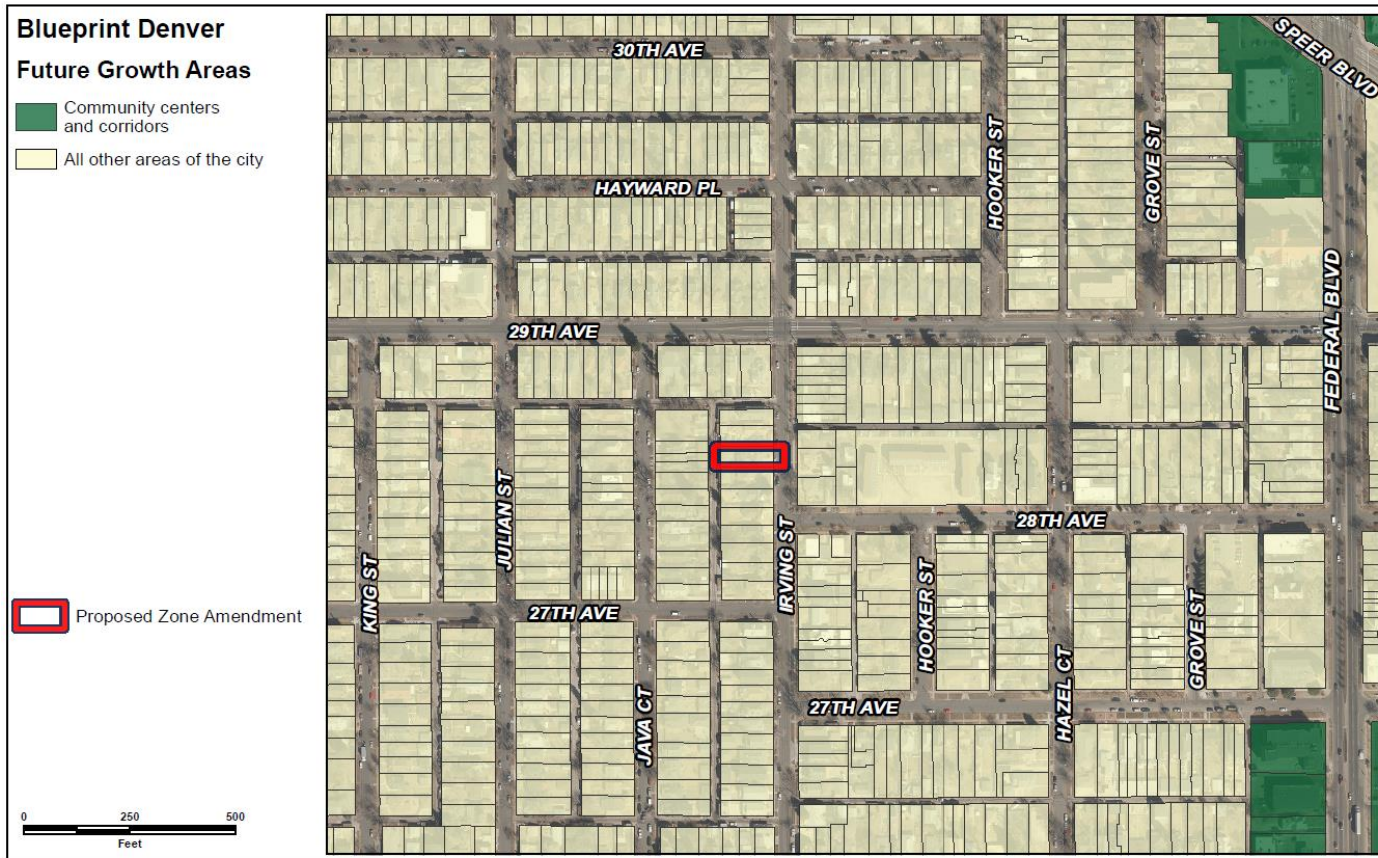 Blueprint Denver
Future Growth Areas
Community centers
and corridors
All other areas of the city
Proposed Zone Amendment
0 250 500
Feet
30TH AVE
SPEER BLVD
HAYWARD PL
HOOKER ST
GROVE ST
29TH AVE
FEDERAL BLVD
JULIAN ST
IRVING ST
28TH AVE
KING ST
27TH AVE
HOOKER ST
GROVE ST
JAVA CT
27TH AVE
HAZEL CT